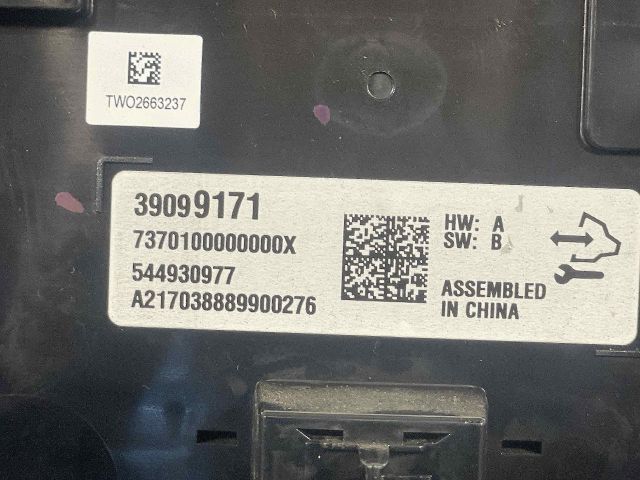 TWO2663237
39099171
7370100000000X
544930977
A217038889900276
HW: A
SW: B
ASSEMBLED
IN CHINA